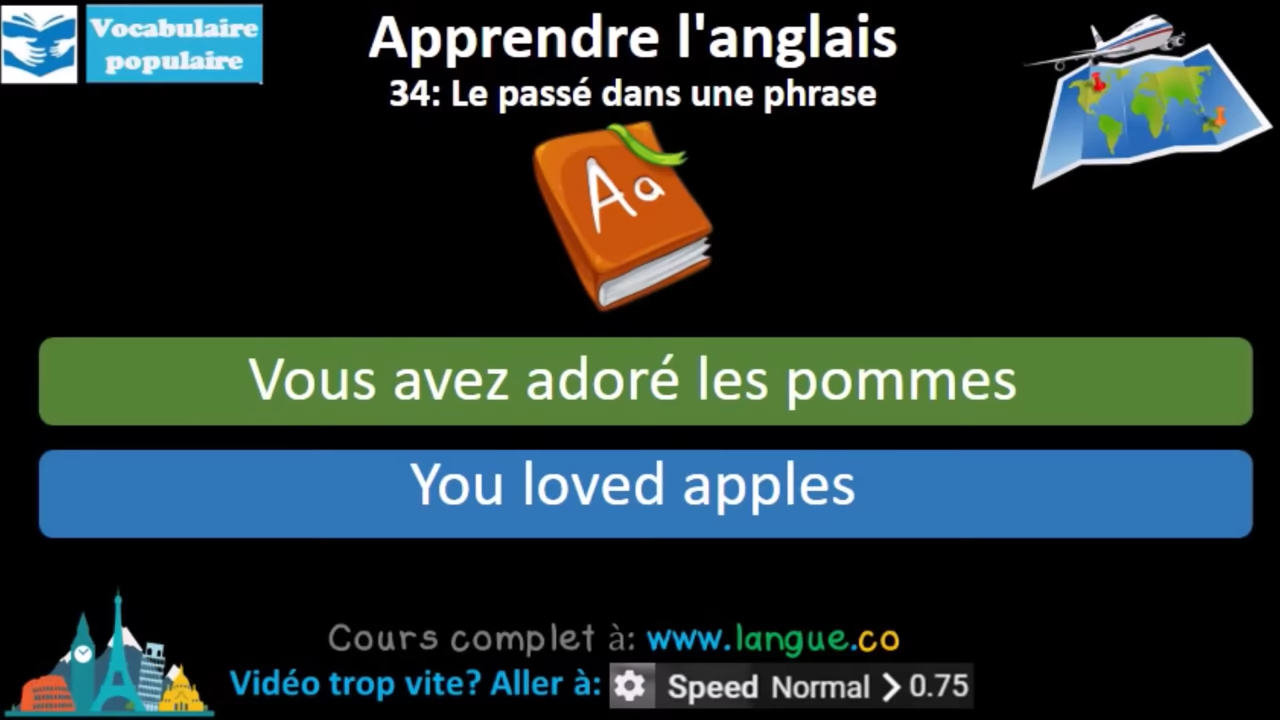 Vocabulaire
populaire
Apprendre l'anglais
34: Le passé dans une phrase
Aa
Vous avez adoré les pommes
You loved apples
Cours complet à: www.langue.co
Vidéo trop vite? Aller à: Speed Normal > 0.75